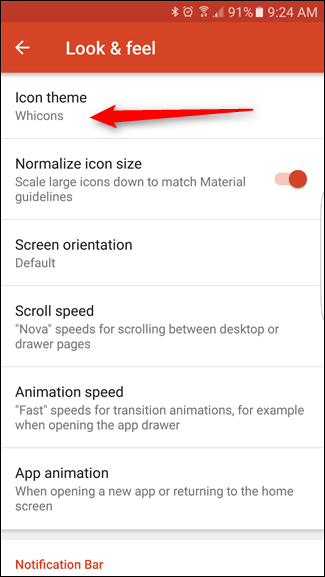 91% 9:24 AM
Look & feel
Icon theme
Whicons
Normalize icon size
Scale large icons down to match Material
guidelines
Screen orientation
Default
Scroll speed
"Nova" speeds for scrolling between desktop or
drawer pages
Animation speed
"Fast" speeds for transition animations, for example
when opening the app drawer
App animation
When opening a new app or returning to the home
screen
Notification Bar